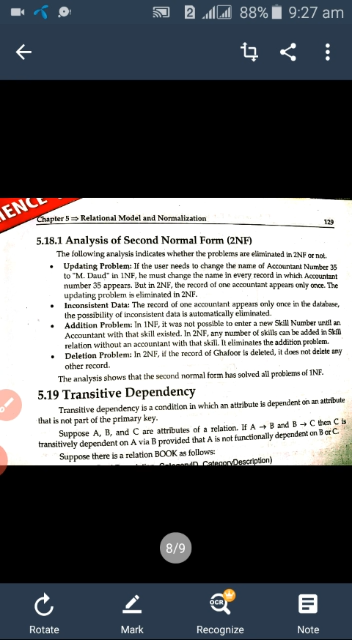 2 88% 9:27 am
IENCE
Chapter 5 ⇒ Relational Model and Normalization 129
5.18.1 Analysis of Second Normal Form (2NF)
The following analysis indicates whether the problems are eliminated in 2NF or not.
• Updating Problem: If the user needs to change the name of Accountant Number 35
to "M. Daud" in 1NF, he must change the name in every record in which Accountant
number 35 appears. But in 2NF, the record of one accountant appears only once. The
updating problem is eliminated in 2NF.
• Inconsistent Data: The record of one accountant appears only once in the database,
the possibility of inconsistent data is automatically eliminated.
• Addition Problem: In 1NF, it was not possible to enter a new Skill Number until an
Accountant with that skill existed. In 2NF, any number of skills can be added in Skill
relation without an accountant with that skill. It eliminates the addition problem.
• Deletion Problem: In 2NF, if the record of Ghafoor is deleted, it does not delete any
other record.
The analysis shows that the second normal form has solved all problems of 1NF.
5.19 Transitive Dependency
Transitive dependency is a condition in which an attribute is dependent on an attribute
that is not part of the primary key.
Suppose A, B, and C are attributes of a relation. If A → B and B → C then C is
transitively dependent on A via B provided that A is not functionally dependent on B or C.
Suppose there is a relation BOOK as follows:
CategoryDescription)
8/9
Rotate
Mark
OCR
Recognize
Note